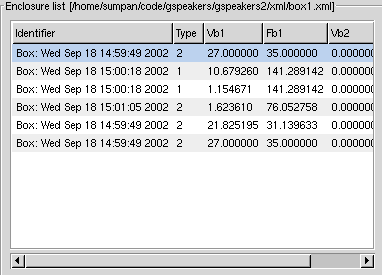 Enclosure list [/home/sumpan/code/gspeakers/gspeakers2/xml/box1.xml]
Identifier Type Vb1 Fb1 Vb2
Box: Wed Sep 18 14:59:49 2002 2 27.000000 35.000000 0.000000
Box: Wed Sep 18 15:00:18 2002 1 10.679260 141.289142 0.000000
Box: Wed Sep 18 15:00:18 2002 1 1.154671 141.289142 0.000000
Box: Wed Sep 18 15:01:05 2002 2 1.623610 76.052758 0.000000
Box: Wed Sep 18 14:59:49 2002 2 21.825195 31.139633 0.000000
Box: Wed Sep 18 14:59:49 2002 2 27.000000 35.000000 0.000000